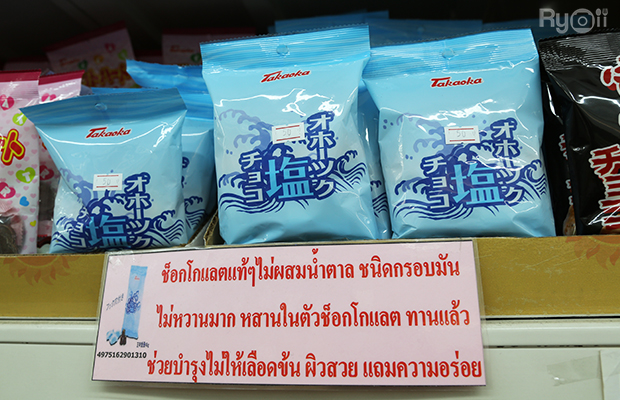 Ryoii
Takaoka
50
オホーツク
塩
チョコ
Takaoka
50
オホーツク
塩
チョコ
Takaoka
50
オホーツク
塩
チョコ
ช็อกโกแลตแท้ๆไม่ผสมน้ำตาล ชนิดกรอบมัน
ไม่หวานมาก หสานในตัวช็อกโกแลต ทานแล้ว
ช่วยบำรุงไม่ให้เลือดข้น ผิวสวย แถมความอร่อย
4975162901310